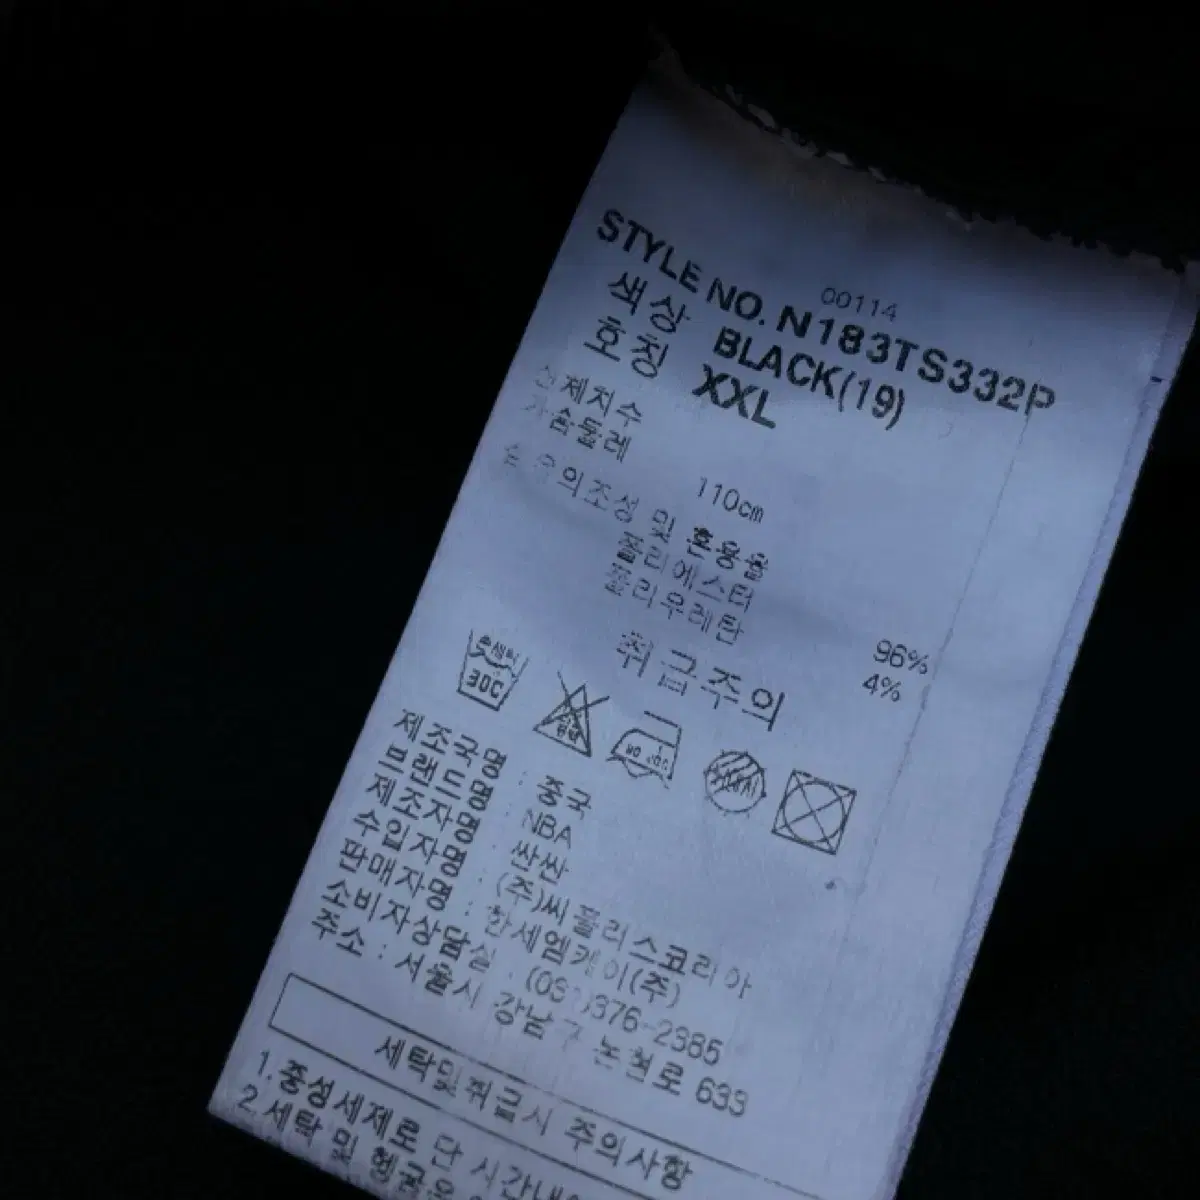 00114
STYLE NO. N183TS332P
색상 BLACK(19)
호칭 XXL
신체치수
가슴둘레 110cm
조성 및 혼용율
폴리에스터 96%
폴리우레탄 4%
취급주의
30C
제조국명 : 중국
브랜드명 : NBA
제조자명 : 싼싼
수입자명 : (주)씨플러스코리아
판매자명 : 한세엠케이(주)
소비자상담실 :
주소 : 서울시 강남구 논현로 633
세탁및취급시 주의사항
1. 중성세제로 단시간내에
2. 세탁 및 헹굼은